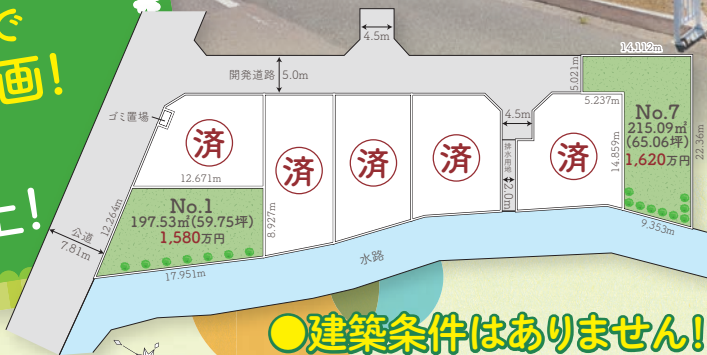 で
画！
上！
4.5m
開発道路 5.0m
ゴミ置場
14.112m
5.021m
5.237m
No.7
215.09㎡
(65.06坪)
1,620万円
22.36m
9.353m
14.859m
済
12.671m
済
済
済
4.5m
排水用地
2.0m
済
No.1
197.53㎡(59.75坪)
1,580万円
8.927m
12.264m
公道
7.81m
17.951m
水路
●建築条件はありません!